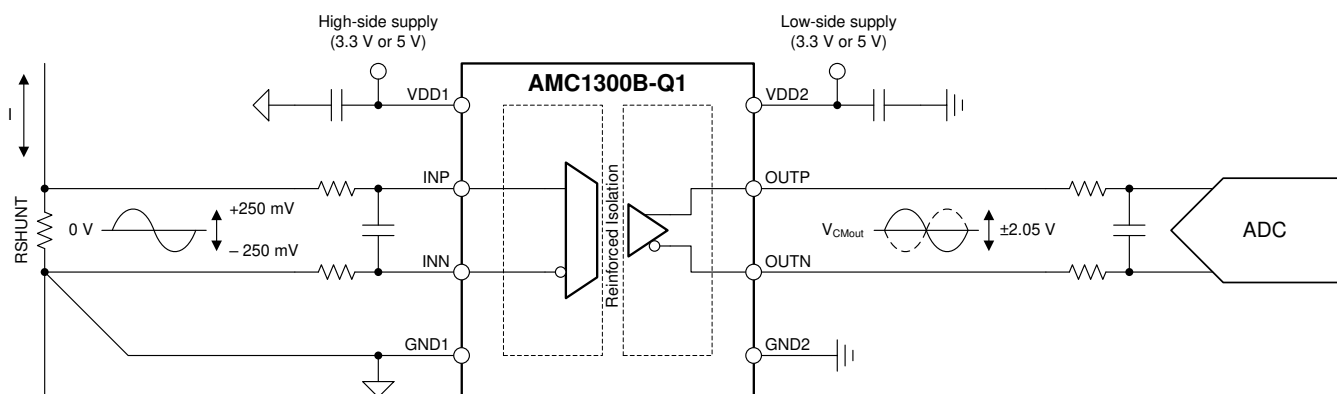 High-side supply
(3.3 V or 5 V)
Low-side supply
(3.3 V or 5 V)
AMC1300B-Q1
I
VDD1
VDD2
INP
OUTP
RSHUNT
0 V
+250 mV
– 250 mV
Reinforced Isolation
VCMout
±2.05 V
ADC
INN
OUTN
GND1
GND2